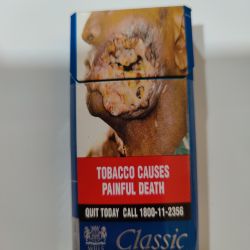 TOBACCO CAUSES
PAINFUL DEATH
QUIT TODAY CALL 1800-11-2356
Classic